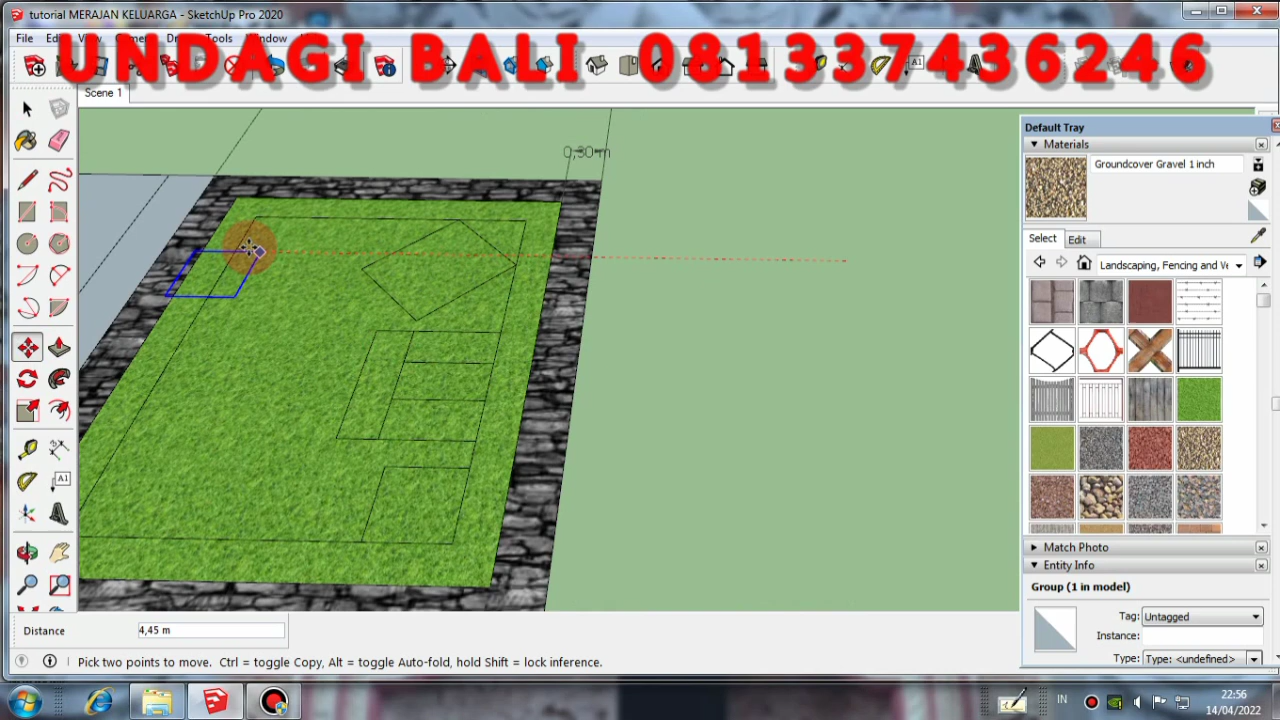 tutorial MERAJAN KELUARGA - SketchUp Pro 2020
File
Tools
Window
UNDAGI BALI 081337436246
Scene 1
0,30 m
Default Tray
Materials
Groundcover Gravel 1 inch
Select
Edit
Landscaping, Fencing and Ve
Match Photo
Entity Info
Group (1 in model)
Tag:
Untagged
Instance:
Type:
Type: <undefined>
A1
Distance
4,45 m
Pick two points to move. Ctrl = toggle Copy, Alt = toggle Auto-fold, hold Shift = lock inference.
IN
22:56
14/04/2022